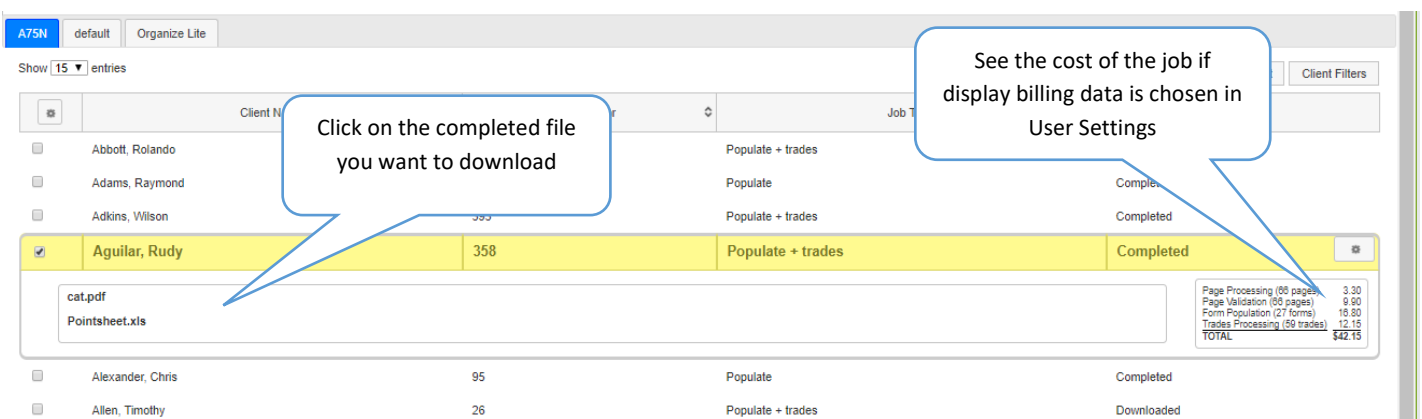 A75N default Organize Lite
Show 15 entries
Client Filters
Client N
r
Job T
Click on the completed file
you want to download
See the cost of the job if
display billing data is chosen in
User Settings
Abbott, Rolando Populate + trades
Adams, Raymond Populate Complet
Adkins, Wilson 595 Populate + trades Completed
Aguilar, Rudy 358 Populate + trades Completed
cat.pdf
Pointsheet.xls
Page Processing (66 pages) 3.30
Page Validation (66 pages) 9.90
Form Population (27 forms) 16.80
Trades Processing (59 trades) 12.15
TOTAL $42.15
Alexander, Chris 95 Populate Completed
Allen, Timothy 26 Populate + trades Downloaded